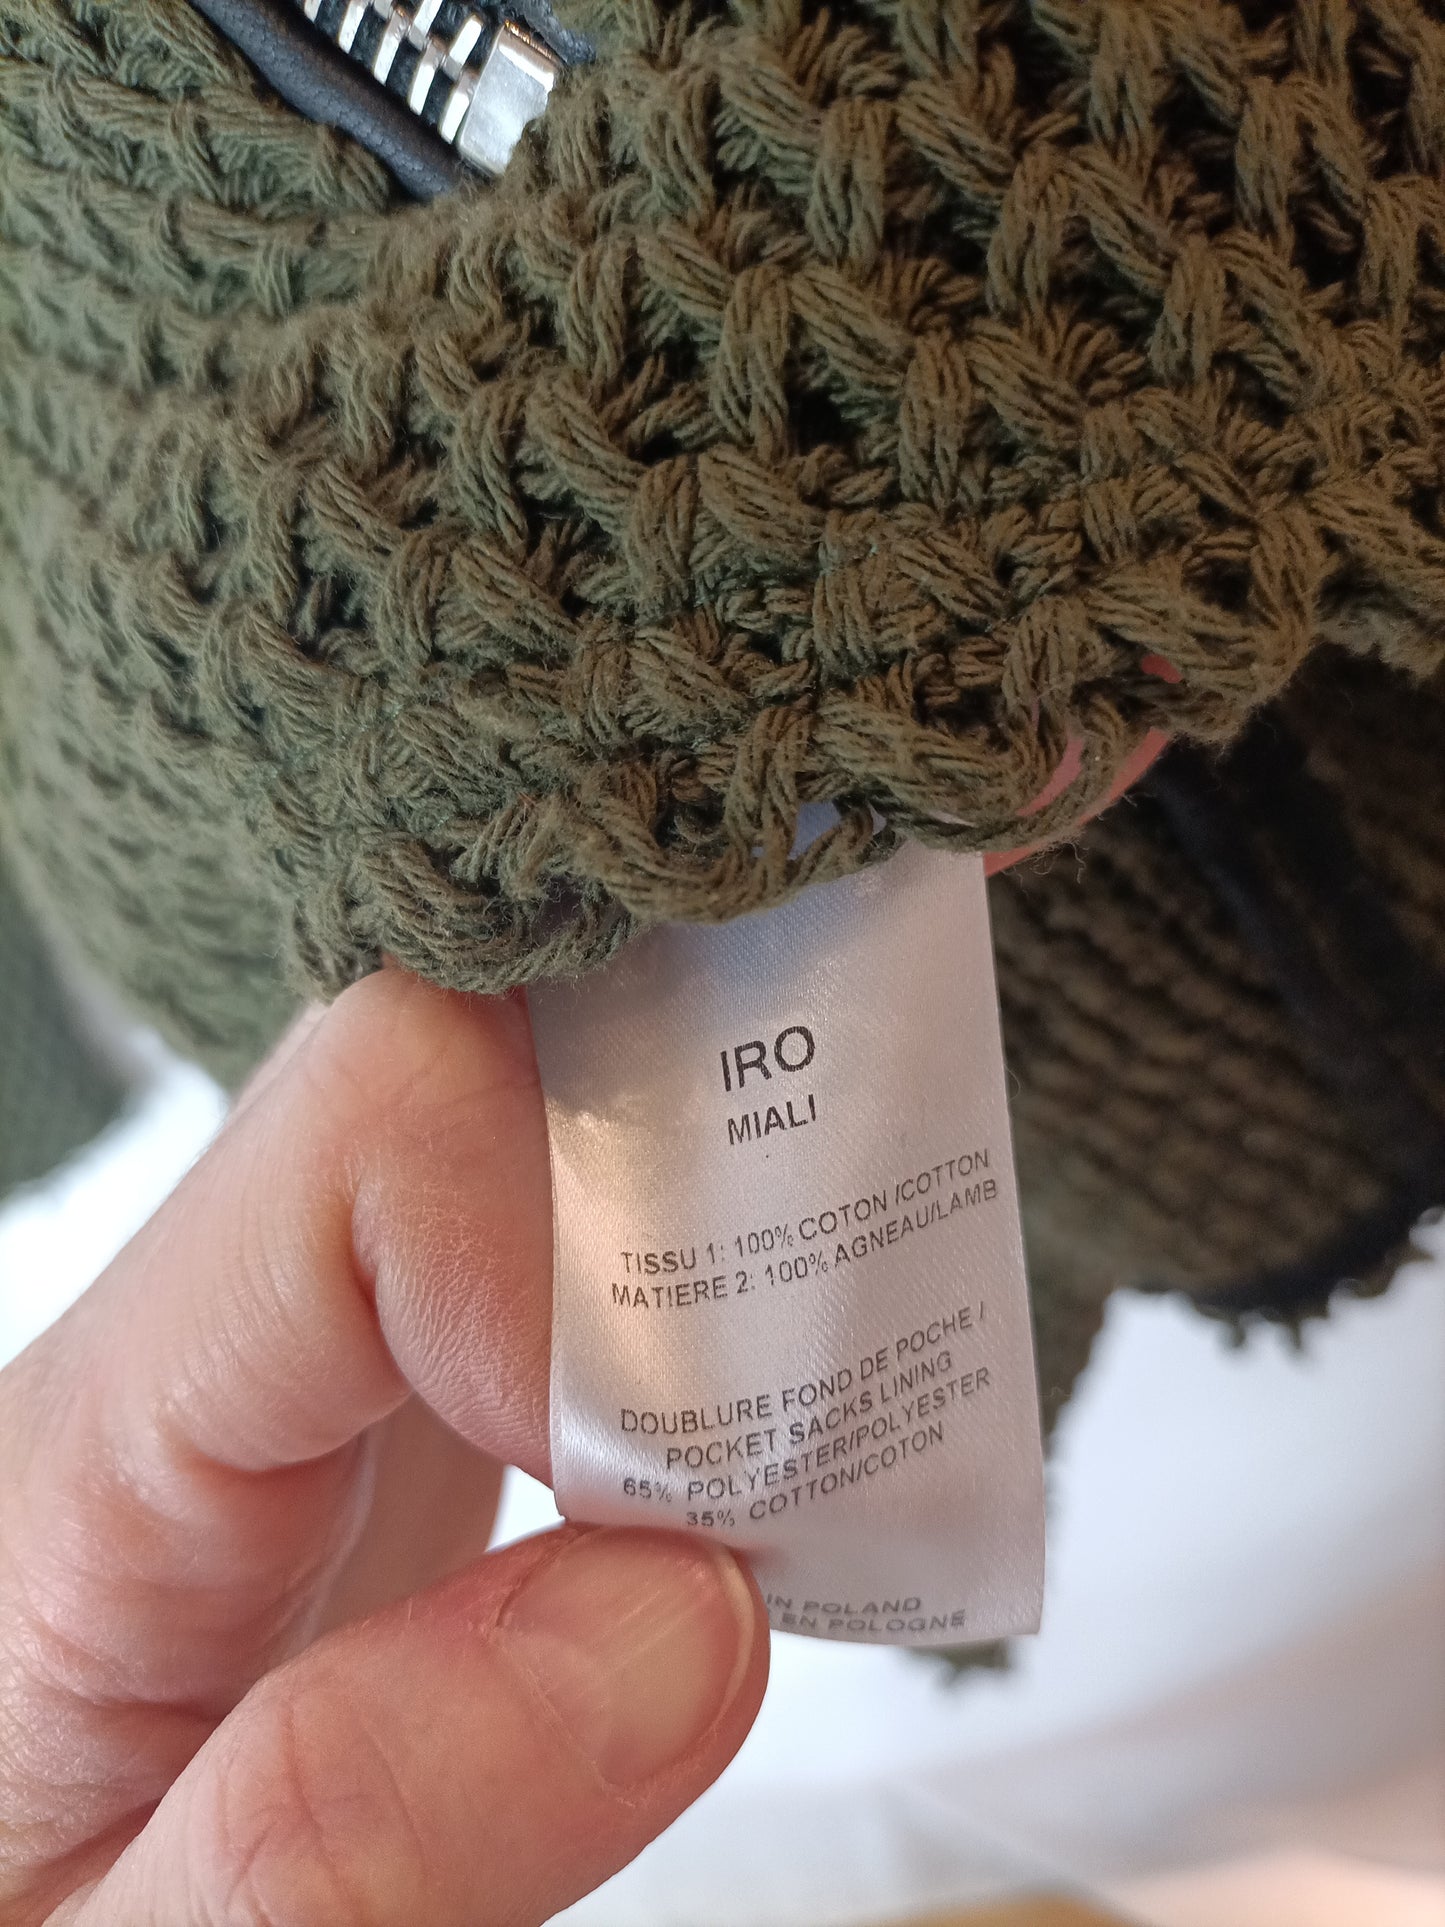 IRO
MIALI
TISSU 1: 100% COTON /COTTON
MATIERE 2: 100% AGNEAU/LAMB
DOUBLURE FOND DE POCHE /
POCKET SACKS LINING
65% POLYESTER/POLYESTER
35% COTTON/COTON
IN POLAND
EN POLOGNE